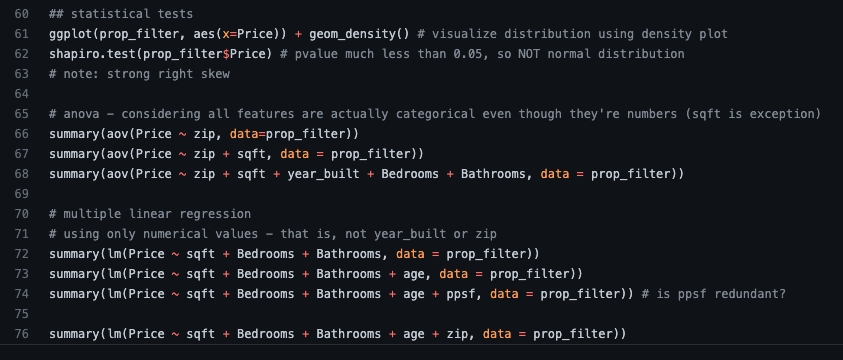 60 ## statistical tests
61 ggplot(prop_filter, aes(x=Price)) + geom_density() # visualize distribution using density plot
62 shapiro.test(prop_filter$Price) # pvalue much less than 0.05, so NOT normal distribution
63 # note: strong right skew
64
65 # anova – considering all features are actually categorical even though they're numbers (sqft is exception)
66 summary(aov(Price ~ zip, data=prop_filter))
67 summary(aov(Price ~ zip + sqft, data = prop_filter))
68 summary(aov(Price ~ zip + sqft + year_built + Bedrooms + Bathrooms, data = prop_filter))
69
70 # multiple linear regression
71 # using only numerical values – that is, not year_built or zip
72 summary(lm(Price ~ sqft + Bedrooms + Bathrooms, data = prop_filter))
73 summary(lm(Price ~ sqft + Bedrooms + Bathrooms + age, data = prop_filter))
74 summary(lm(Price ~ sqft + Bedrooms + Bathrooms + age + ppsf, data = prop_filter)) # is ppsf redundant?
75
76 summary(lm(Price ~ sqft + Bedrooms + Bathrooms + age + zip, data = prop_filter))